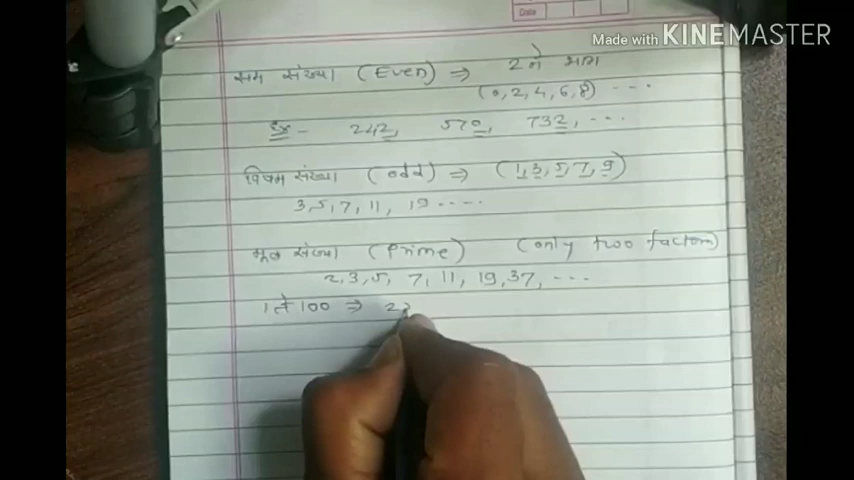 Date
Made with KINEMASTER
सम संख्या (Even) ⇒ 2 ने भाग
(0, 2, 4, 6, 8) ...
Ex - 242, 570, 732, ...
विषम संख्या (odd) ⇒ (1, 3, 5, 7, 9)
3, 5, 7, 11, 19 ....
मूळ संख्या (Prime) (only two factors)
2, 3, 5, 7, 11, 19, 37, ...
1 ते 100 ⇒ 2